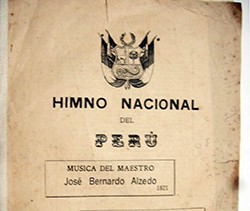 HIMNO NACIONAL
DEL
PERÚ
MUSICA DEL MAESTRO
José Bernardo Alzedo
1821